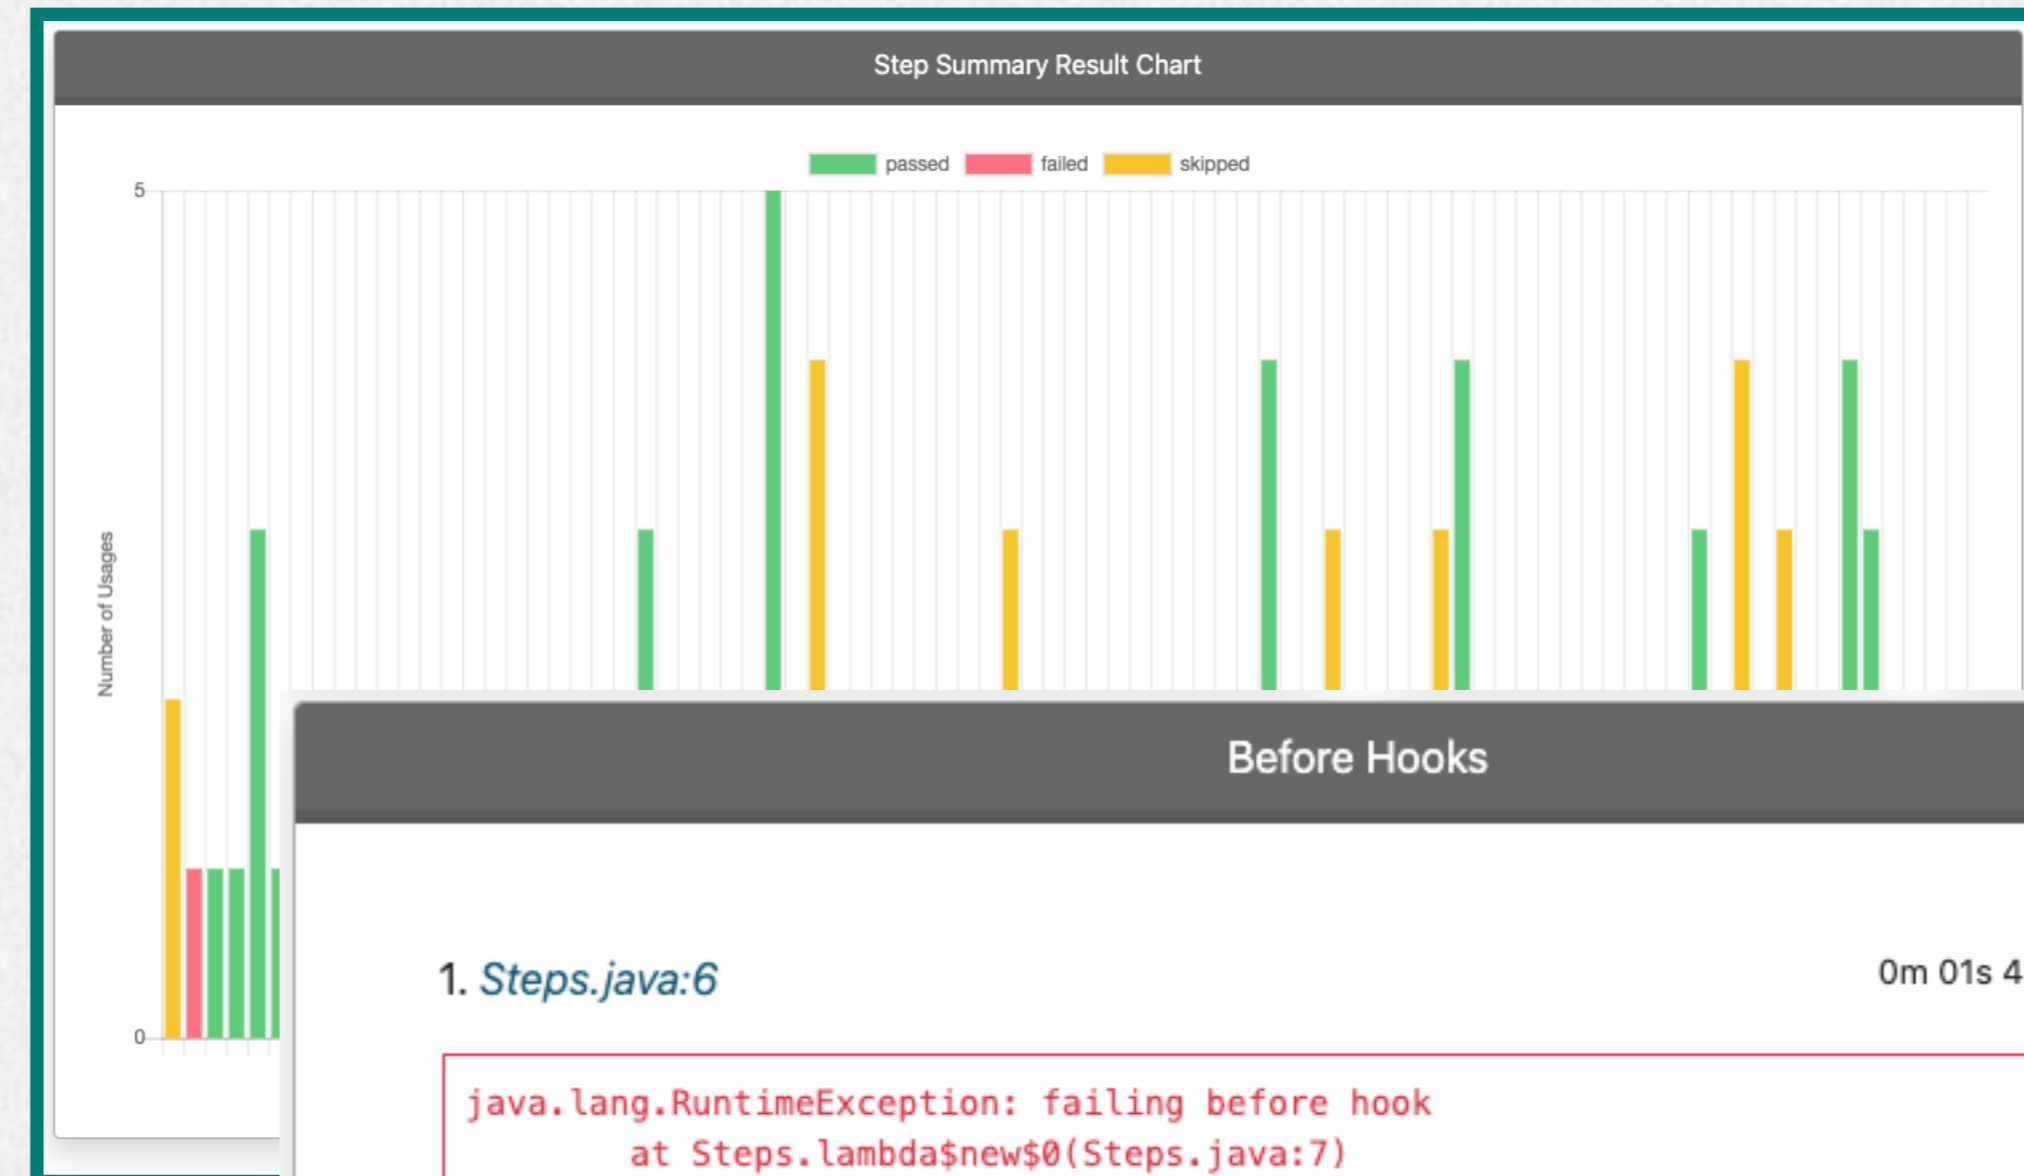 Step Summary Result Chart
passed failed skipped
5
Number of Usages
0
Before Hooks
1. Steps.java:6 0m 01s 4
java.lang.RuntimeException: failing before hook
at Steps.lambda$new$0(Steps.java:7)